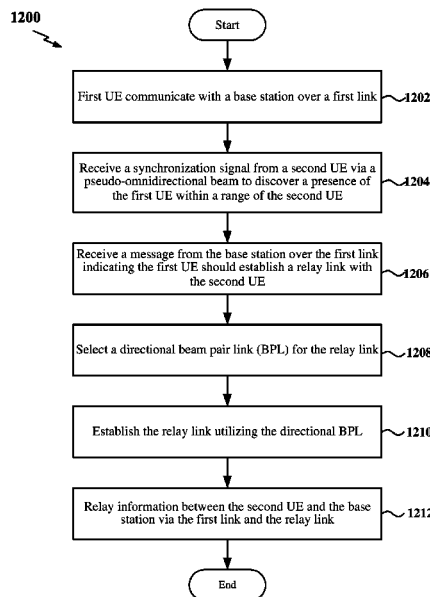 1200
Start
First UE communicate with a base station over a first link
1202
Receive a synchronization signal from a second UE via a
pseudo-omnidirectional beam to discover a presence of
the first UE within a range of the second UE
1204
Receive a message from the base station over the first link
indicating the first UE should establish a relay link with
the second UE
1206
Select a directional beam pair link (BPL) for the relay link
1208
Establish the relay link utilizing the directional BPL
1210
Relay information between the second UE and the base
station via the first link and the relay link
1212
End